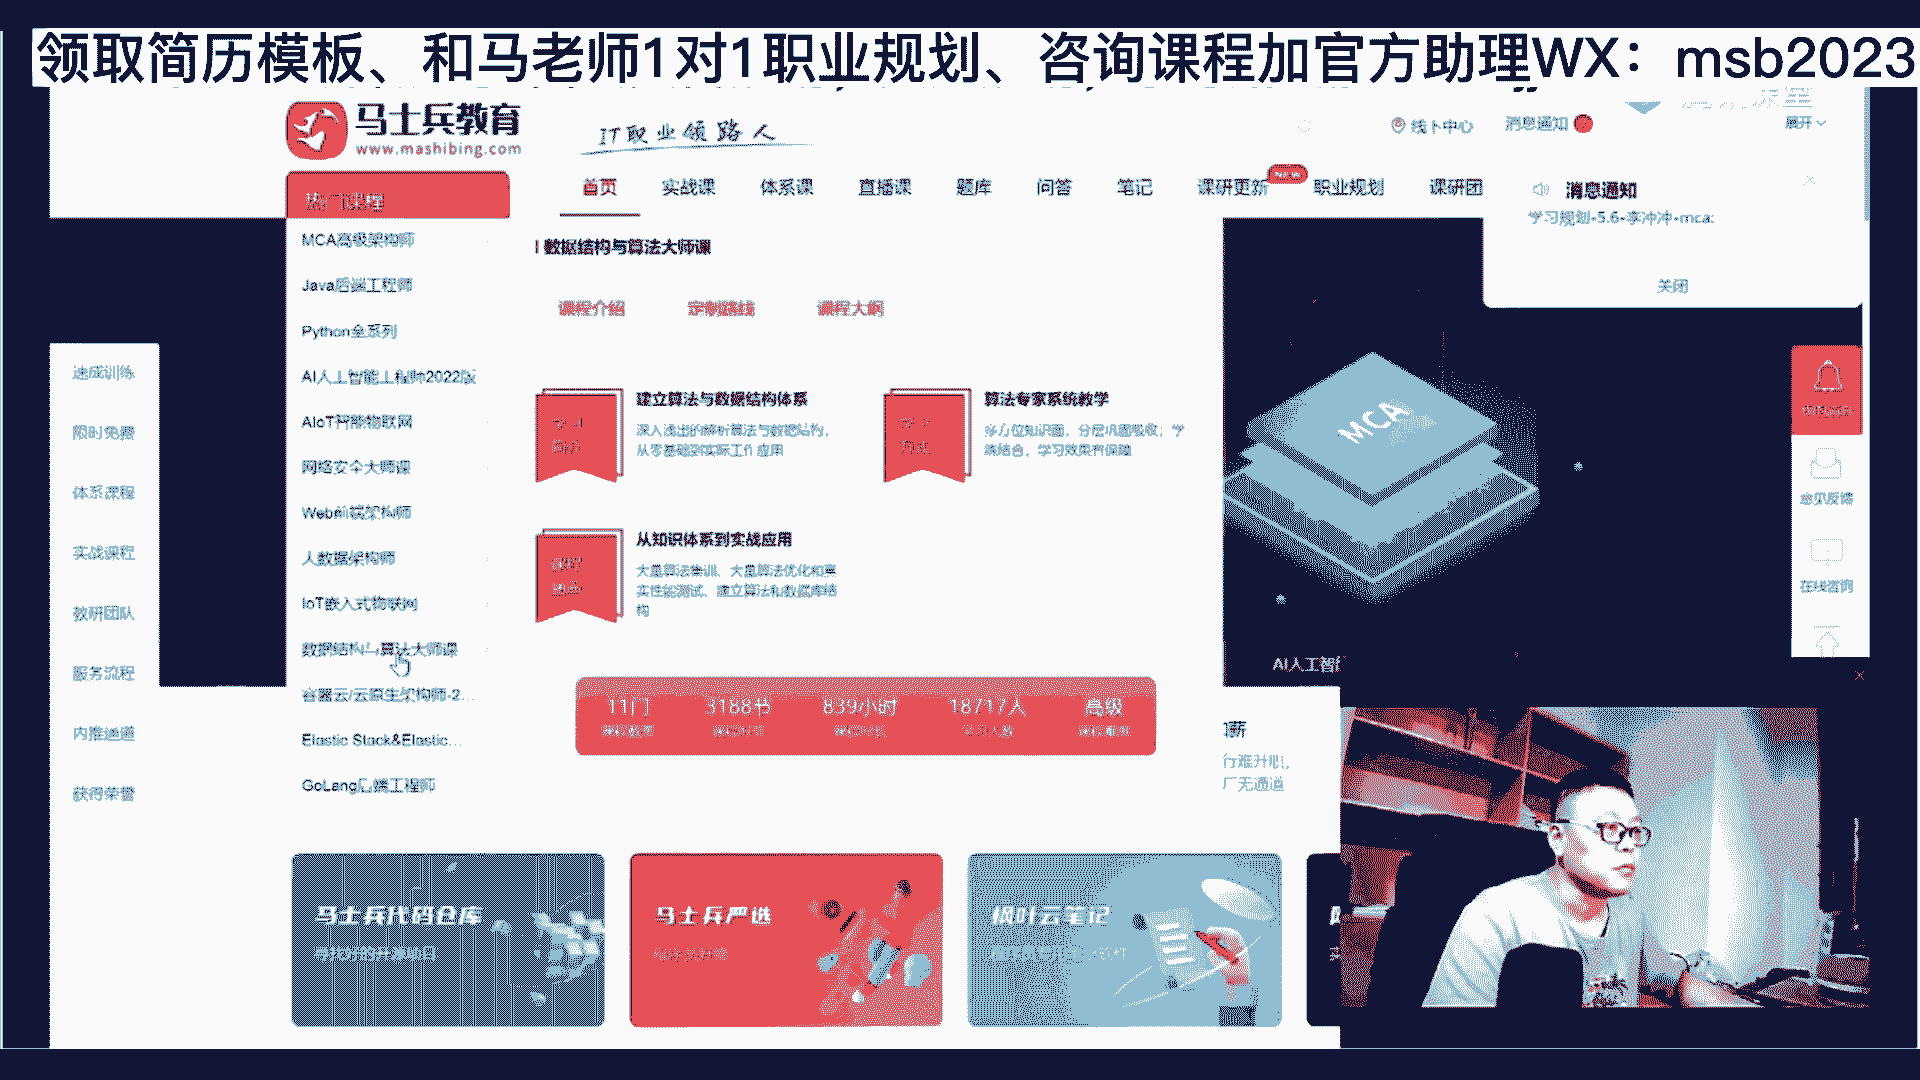 领取简历模板、和马老师1对1职业规划、咨询课程加官方助理WX：msb2023
马士兵教育
www.mashibing.com
IT职业领路人
线下中心
消息通知
展开
热门课程
首页
实战课
体系课
直播课
题库
问答
笔记
课研更新
NEW
职业规划
课研团
消息通知
学习规划-5.6-李冲冲-mca:
关闭
MCA高级架构师
Java后端工程师
Python全系列
AI人工智能工程师2022版
AIoT智能物联网
网络安全大师课
Web前端架构师
大数据架构师
IoT嵌入式物联网
数据结构与算法大师课
容器云/云原生架构师-2...
Elastic Stack&Elastic...
GoLang后端工程师
速成训练
限时免费
体系课程
实战课程
教研团队
服务流程
内推通道
获得荣誉
数据结构与算法大师课
课程介绍
定制路线
课程大纲
建立算法与数据结构体系
深入浅出的解析算法与数据结构，
从零基础到实际工作应用
算法专家系统教学
多方位知识面，分层巩固吸收；学
练结合，学习效果有保障
从知识体系到实战应用
大量算法集训、大量算法优化和真
实性能测试、建立算法和数据库结
构
11门
3188节
839小时
18717人
高级
MCA
AI人工智能
意见反馈
在线咨询
薪
行难升职，
厂无通道
马士兵代码仓库
寻找好的开源项目
马士兵严选
枫叶云笔记